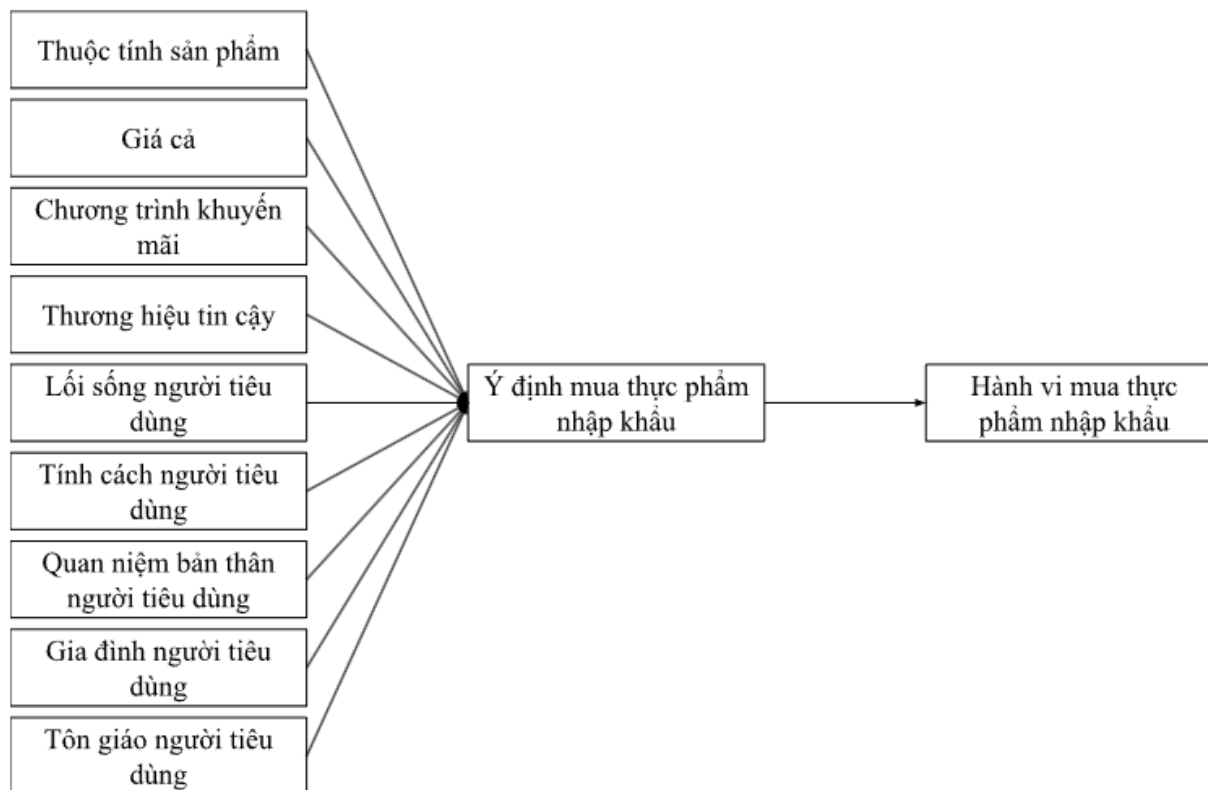 Thuộc tính sản phẩm
Giá cả
Chương trình khuyến
mãi
Thương hiệu tin cậy
Lối sống người tiêu
dùng
Tính cách người tiêu
dùng
Quan niệm bản thân
người tiêu dùng
Gia đình người tiêu
dùng
Tôn giáo người tiêu
dùng
Ý định mua thực phẩm
nhập khẩu
Hành vi mua thực
phẩm nhập khẩu